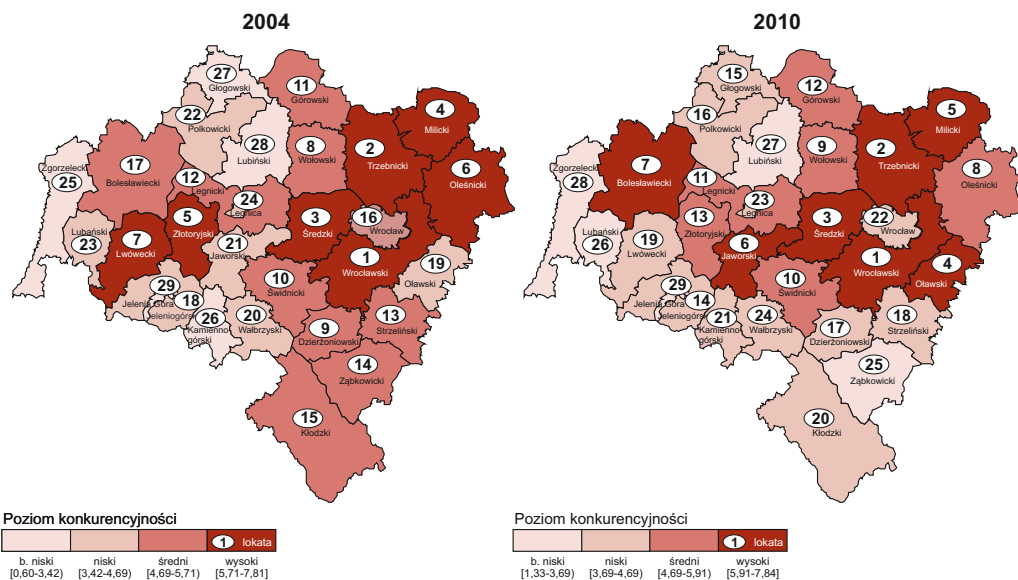 2004
27
Głogowski
11
Górowski
4
Milicki
22
Polkowicki
28
Lubiński
8
Wołowski
2
Trzebnicki
6
Oleśnicki
Zgorzelecki
25
17
Bolesławiecki
12
Legnicki
24
Legnica
16
Wrocław
Lubański
23
7
Lwówecki
5
Złotoryjski
21
Jaworski
3
Średzki
1
Wrocławski
19
Oławski
29
Jelenia Góra
18
Jeleniogórski
26
Kamienno
górski
20
Wałbrzyski
10
Świdnicki
9
Dzierżoniowski
13
Strzeliński
14
Ząbkowicki
15
Kłodzki
Poziom konkurencyjności
1 lokata
b. niski niski średni wysoki
[0,60-3,42) [3,42-4,69) [4,69-5,71) [5,71-7,81)
2010
15
Głogowski
12
Górowski
5
Milicki
16
Polkowicki
27
Lubiński
9
Wołowski
2
Trzebnicki
8
Oleśnicki
Zgorzelecki
28
7
Bolesławiecki
11
Legnicki
23
Legnica
22
Wrocław
Lubański
26
19
Lwówecki
13
Złotoryjski
6
Jaworski
3
Średzki
1
Wrocławski
4
Oławski
29
Jelenia Góra
14
Jeleniogórski
21
Kamienno
górski
24
Wałbrzyski
10
Świdnicki
17
Dzierżoniowski
18
Strzeliński
25
Ząbkowicki
20
Kłodzki
Poziom konkurencyjności
1 lokata
b. niski niski średni wysoki
[1,33-3,69) [3,69-4,69) [4,69-5,91) [5,91-7,84)